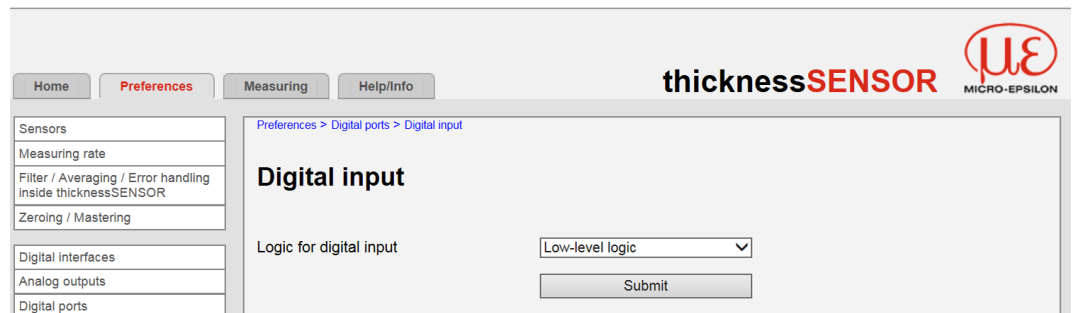 Home
Preferences
Measuring
Help/Info
thicknessSENSOR
με
MICRO-EPSILON
Sensors
Measuring rate
Filter / Averaging / Error handling
inside thicknessSENSOR
Zeroing / Mastering
Digital interfaces
Analog outputs
Digital ports
Preferences > Digital ports > Digital input
Digital input
Logic for digital input
Low-level logic
Submit